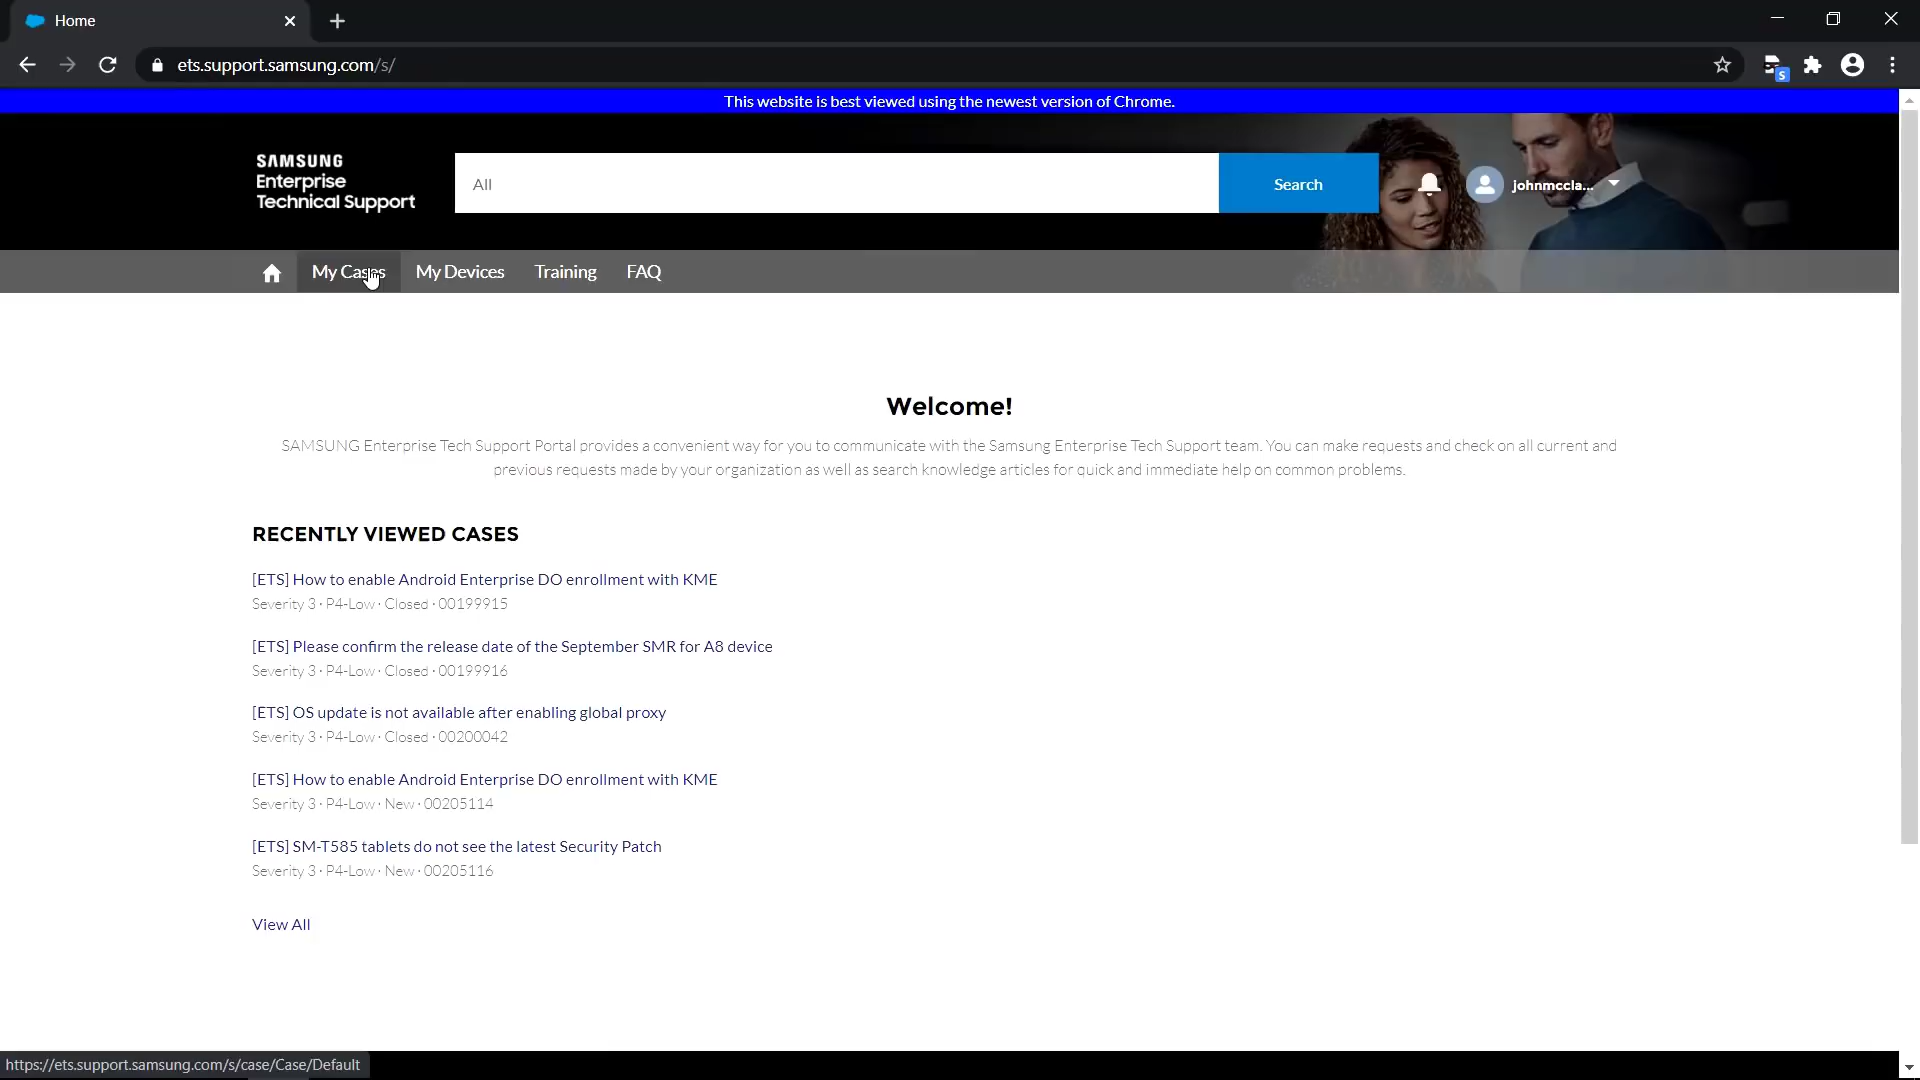 Home
ets.support.samsung.com/s/
This website is best viewed using the newest version of Chrome.
SAMSUNG
Enterprise
Technical Support
All
Search
johnmccla...
My Cases
My Devices
Training
FAQ
Welcome!
SAMSUNG Enterprise Tech Support Portal provides a convenient way for you to communicate with the Samsung Enterprise Tech Support team. You can make requests and check on all current and
previous requests made by your organization as well as search knowledge articles for quick and immediate help on common problems.
RECENTLY VIEWED CASES
[ETS] How to enable Android Enterprise DO enrollment with KME
Severity 3 · P4-Low · Closed · 00199915
[ETS] Please confirm the release date of the September SMR for A8 device
Severity 3 · P4-Low · Closed · 00199916
[ETS] OS update is not available after enabling global proxy
Severity 3 · P4-Low · Closed · 00200042
[ETS] How to enable Android Enterprise DO enrollment with KME
Severity 3 · P4-Low · New · 00205114
[ETS] SM-T585 tablets do not see the latest Security Patch
Severity 3 · P4-Low · New · 00205116
View All
https://ets.support.samsung.com/s/case/Case/Default